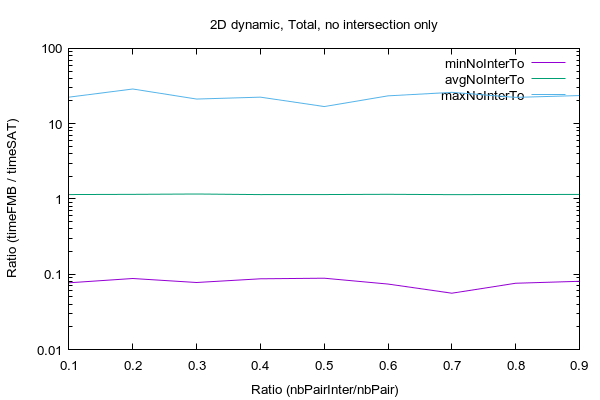 2D dynamic, Total, no intersection only
minNoInterTo
avgNoInterTo
maxNoInterTo
Ratio (timeFMB / timeSAT)
100
10
1
0.1
0.01
0.1 0.2 0.3 0.4 0.5 0.6 0.7 0.8 0.9
Ratio (nbPairInter/nbPair)